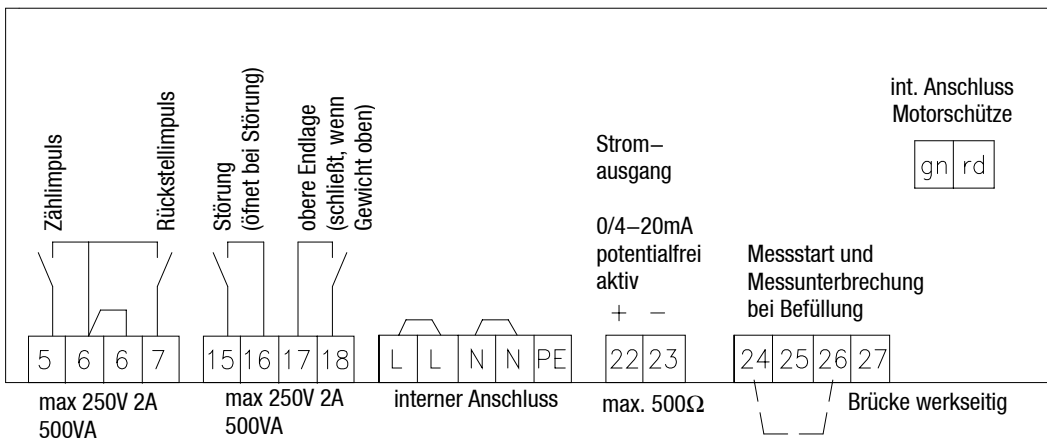 Zählimpuls
Rückstellimpuls
Störung
(öfnet bei Störung)
obere Endlage
(schließt, wenn
Gewicht oben)
Strom–
ausgang
0/4–20mA
potentialfrei
aktiv
+ –
int. Anschluss
Motorschütze
gn rd
Messstart und
Messunterbrechung
bei Befüllung
5 6 6 7
15 16 17 18
L L N N PE
22 23
24 25 26 27
max 250V 2A
500VA
max 250V 2A
500VA
interner Anschluss
max. 500Ω
Brücke werkseitig